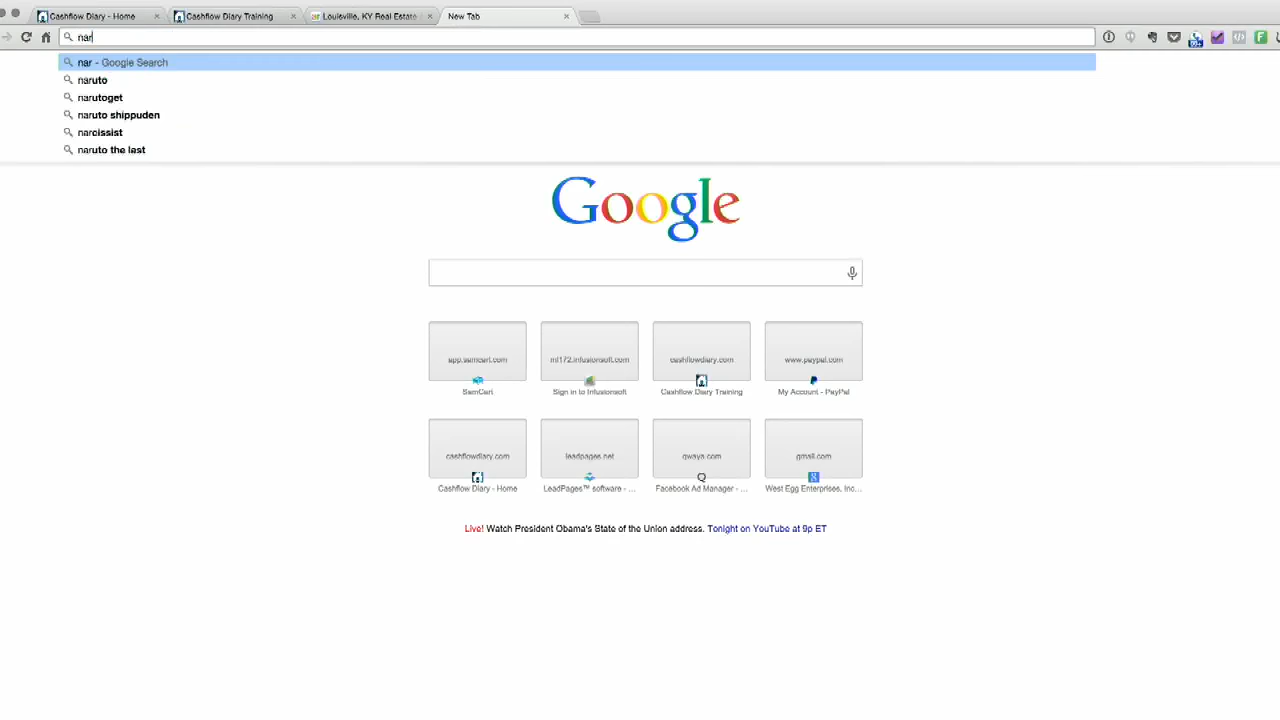 Cashflow Diary - Home
Cashflow Diary Training
Louisville, KY Real Estate
New Tab
nar
nar - Google Search
naruto
narutoget
naruto shippuden
narcissist
naruto the last
Google
app.samcart.com
ml172.infusionsoft.com
cashflowdiary.com
www.paypal.com
SamCart
Sign in to Infusionsoft
Cashflow Diary Training
My Account - PayPal
cashflowdiary.com
leadpages.net
qwaya.com
gmail.com
Cashflow Diary - Home
LeadPages™ software - ...
Facebook Ad Manager - ...
West Egg Enterprises, Inc...
Live! Watch President Obama's State of the Union address. Tonight on YouTube at 9p ET